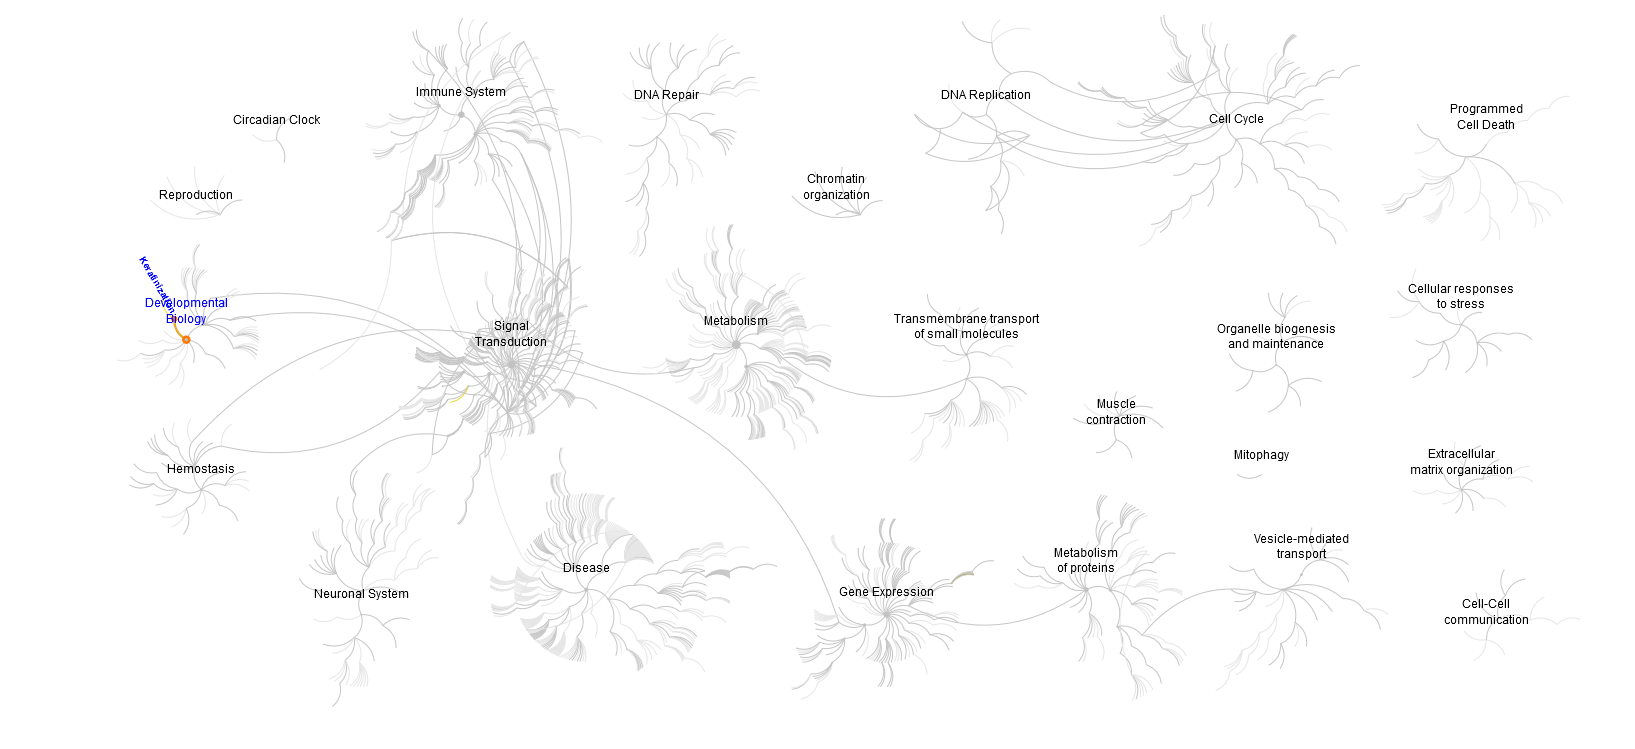 Immune System
DNA Repair
DNA Replication
Cell Cycle
Programmed
Cell Death
Circadian Clock
Reproduction
Chromatin
organization
Keratinization
Developmental
Biology
Signal
Transduction
Metabolism
Transmembrane transport
of small molecules
Organelle biogenesis
and maintenance
Cellular responses
to stress
Muscle
contraction
Mitophagy
Extracellular
matrix organization
Hemostasis
Neuronal System
Disease
Gene Expression
Metabolism
of proteins
Vesicle-mediated
transport
Cell-Cell
communication